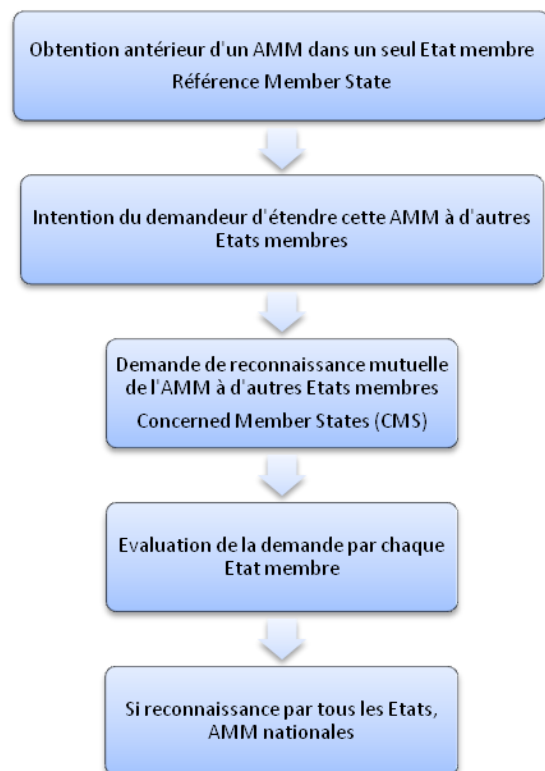 Obtention antérieur d'un AMM dans un seul Etat membre
Référence Member State
Intention du demandeur d'étendre cette AMM à d'autres
Etats membres
Demande de reconnaissance mutuelle
de l'AMM à d'autres Etats membres
Concerned Member States (CMS)
Evaluation de la demande par chaque
Etat membre
Si reconnaissance par tous les Etats,
AMM nationales